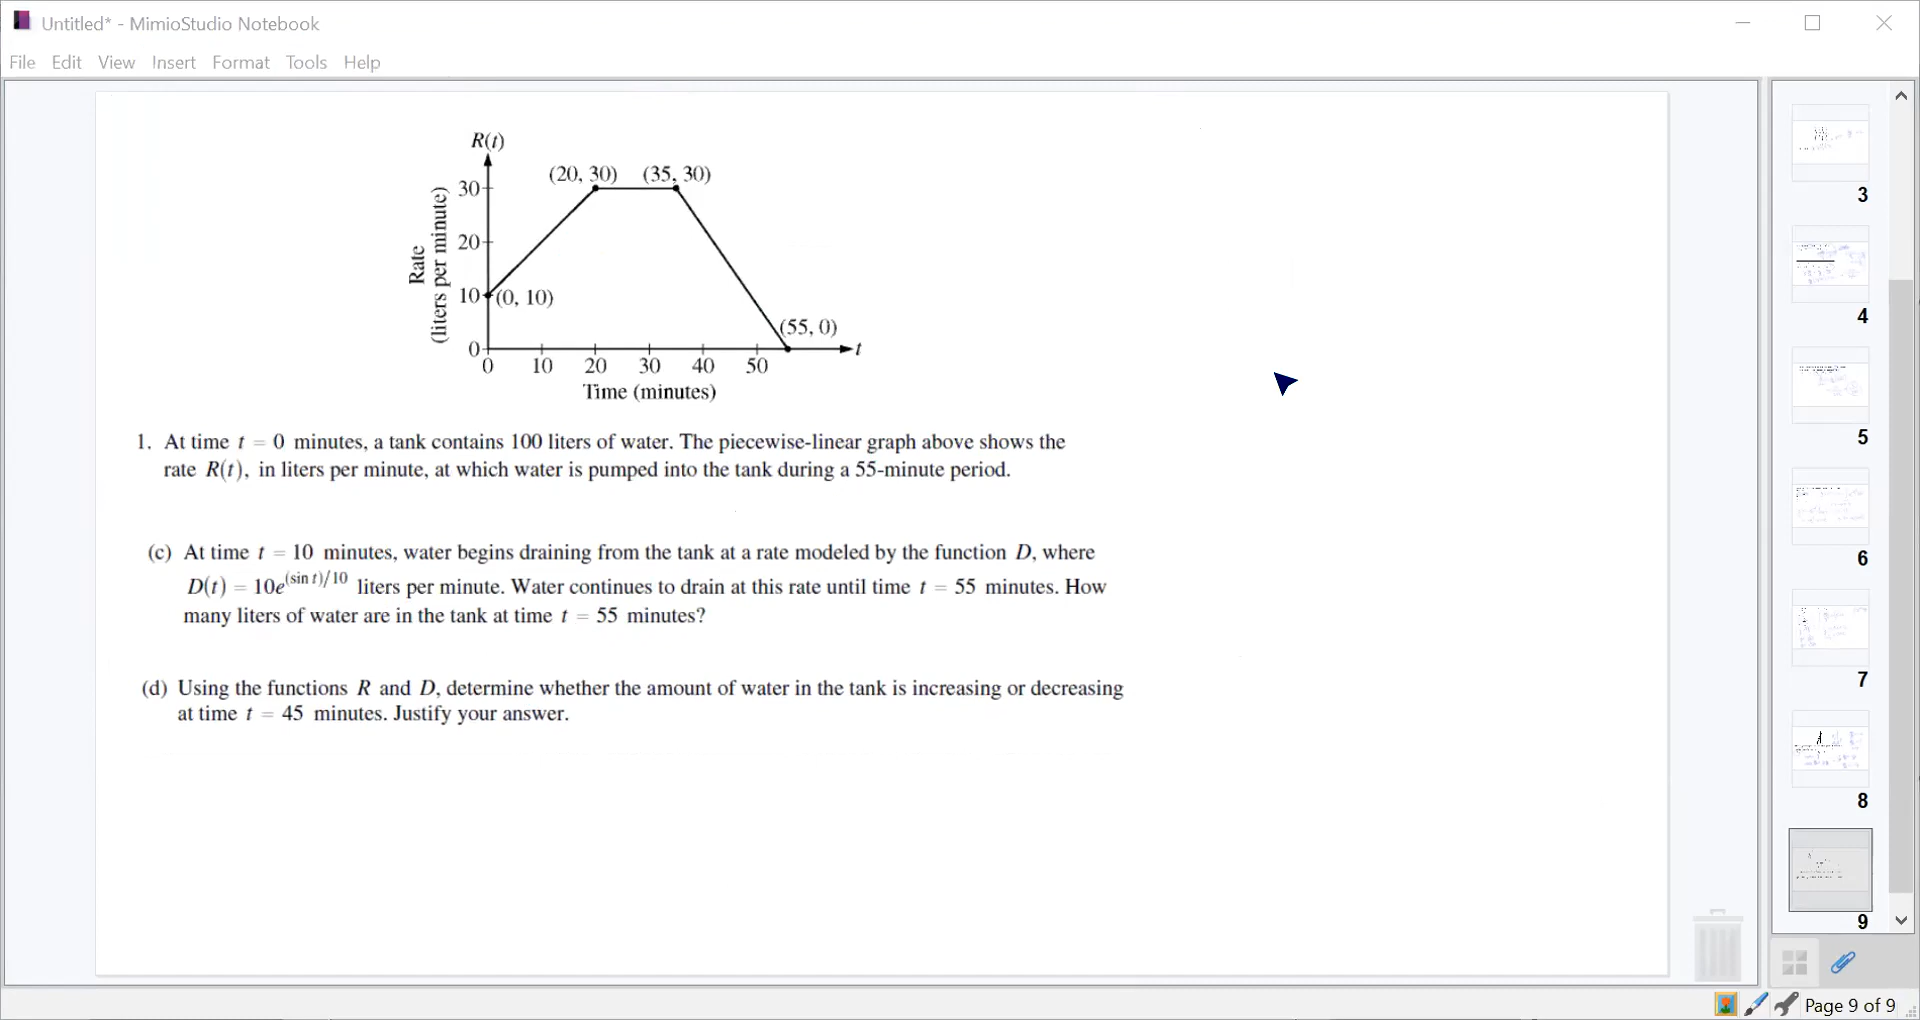 Untitled* - MimioStudio Notebook
File Edit View Insert Format Tools Help
R(t)
(20, 30) (35, 30)
30
20
10 (0, 10)
0
(55, 0)
t
0 10 20 30 40 50
Rate
(liters per minute)
Time (minutes)
1. At time t = 0 minutes, a tank contains 100 liters of water. The piecewise-linear graph above shows the
rate R(t), in liters per minute, at which water is pumped into the tank during a 55-minute period.
(c) At time t = 10 minutes, water begins draining from the tank at a rate modeled by the function D, where
D(t) = 10e^(sin t)/10 liters per minute. Water continues to drain at this rate until time t = 55 minutes. How
many liters of water are in the tank at time t = 55 minutes?
(d) Using the functions R and D, determine whether the amount of water in the tank is increasing or decreasing
at time t = 45 minutes. Justify your answer.
3
4
5
6
7
8
9
Page 9 of 9